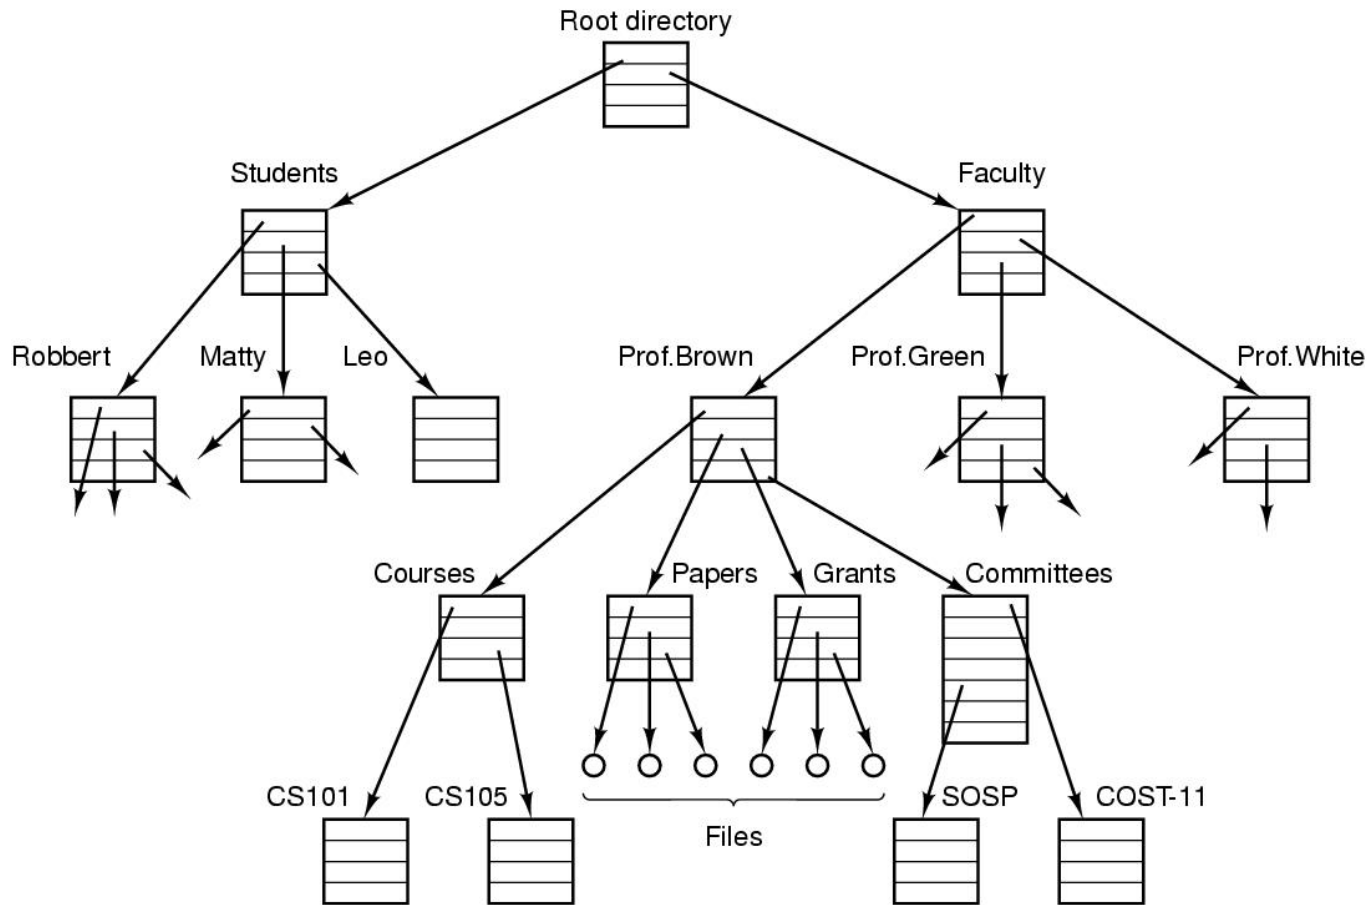 Root directory
Students
Faculty
Robbert
Matty
Leo
Prof.Brown
Prof.Green
Prof.White
Courses
Papers
Grants
Committees
CS101
CS105
SOSP
COST-11
Files